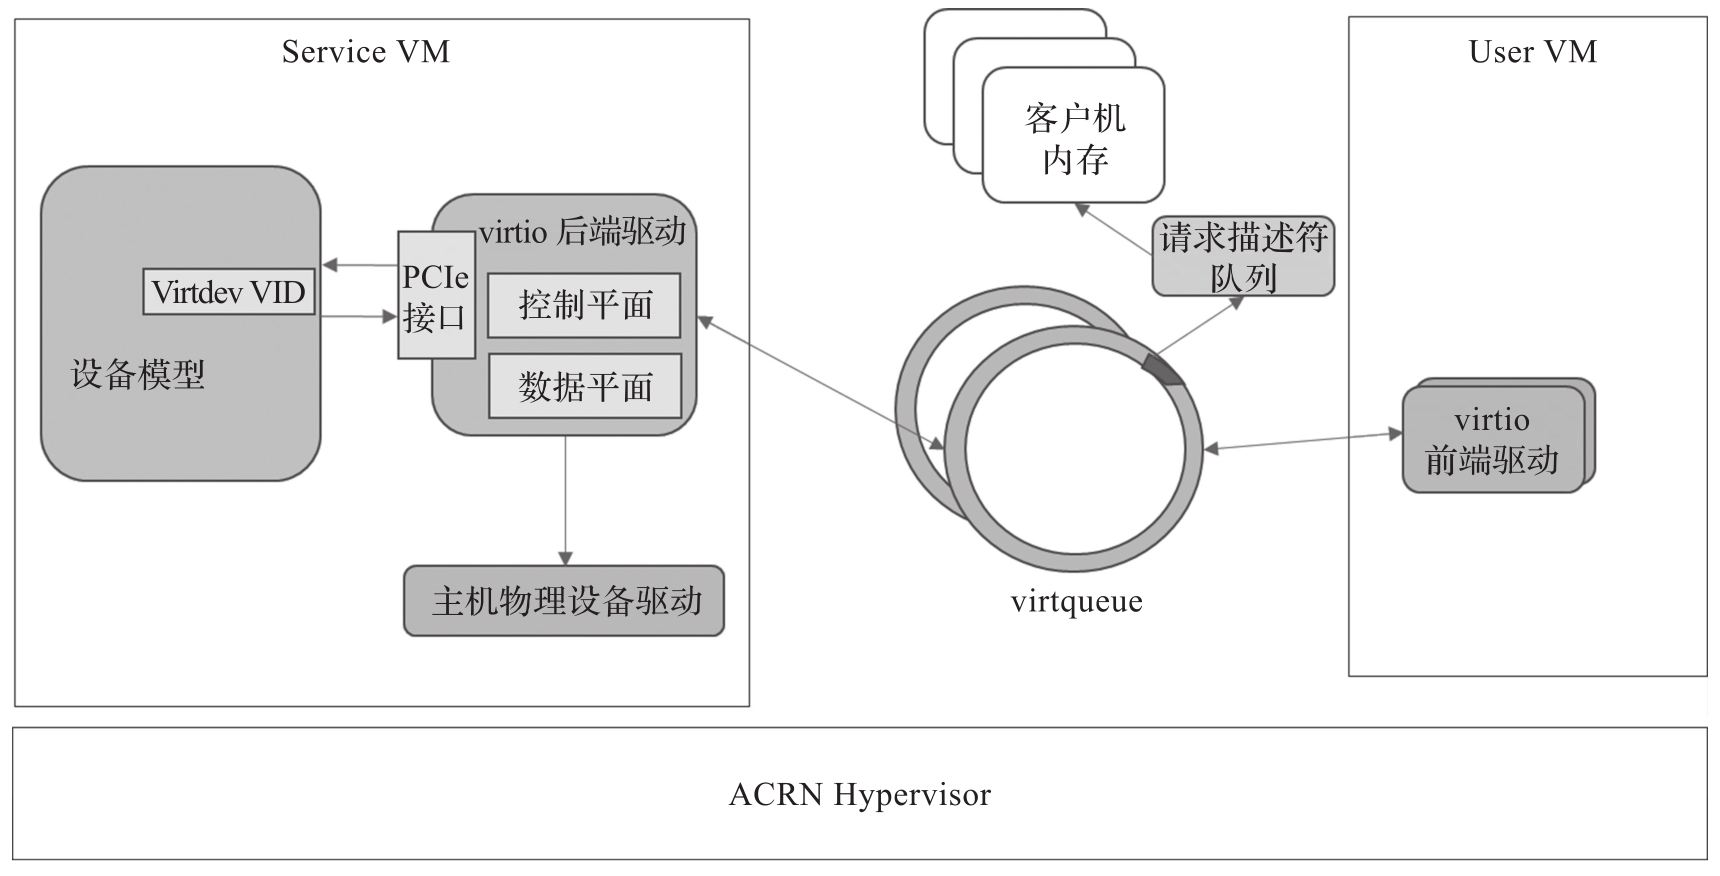 Service VM
User VM
客户机
内存
请求描述符
队列
virtio 后端驱动
PCIe
接口
Virtdev VID
控制平面
设备模型
数据平面
virtio
前端驱动
主机物理设备驱动
virtqueue
ACRN Hypervisor